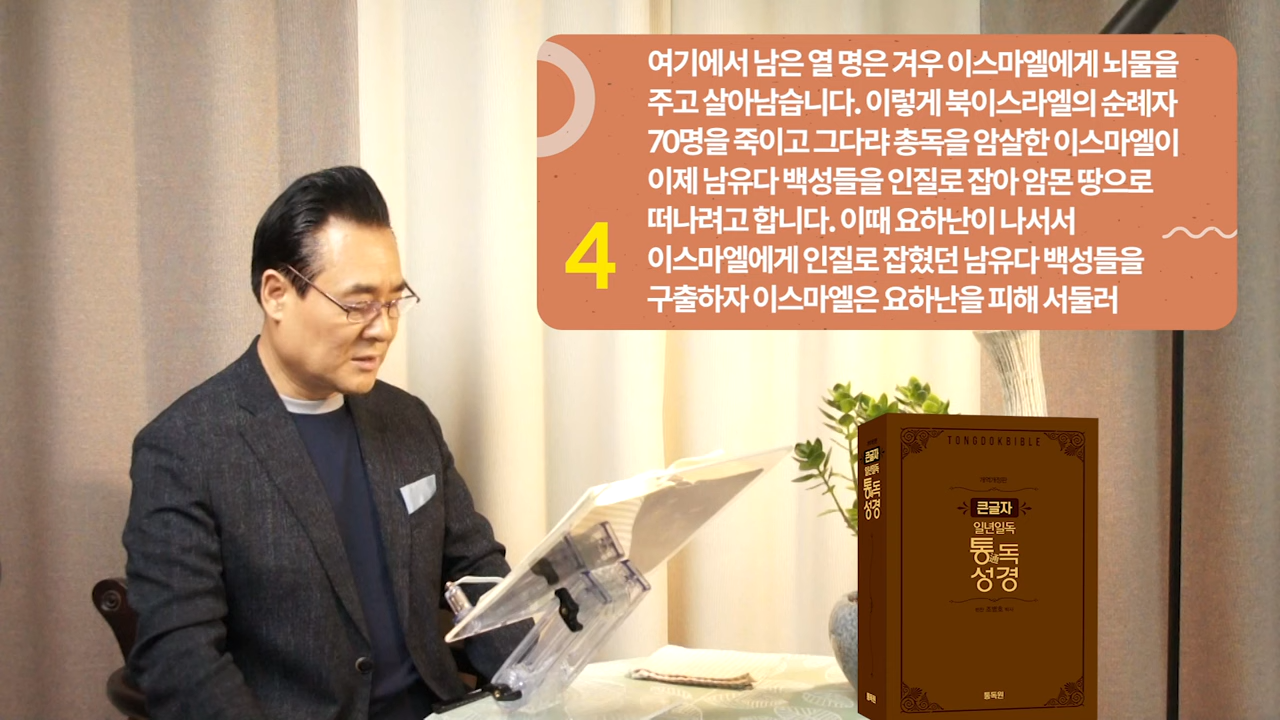 여기에서 남은 열 명은 겨우 이스마엘에게 뇌물을
주고 살아남습니다. 이렇게 북이스라엘의 순례자
70명을 죽이고 그다랴 총독을 암살한 이스마엘이
이제 남유다 백성들을 인질로 잡아 암몬 땅으로
떠나려고 합니다. 이때 요하난이 나서서
4
이스마엘에게 인질로 잡혔던 남유다 백성들을
구출하자 이스마엘은 요하난을 피해 서둘러
TONGDOKBIBLE
큰글자
일년일독
통독
성경
통독원
큰글자
일년일독
통독
성경
통독원